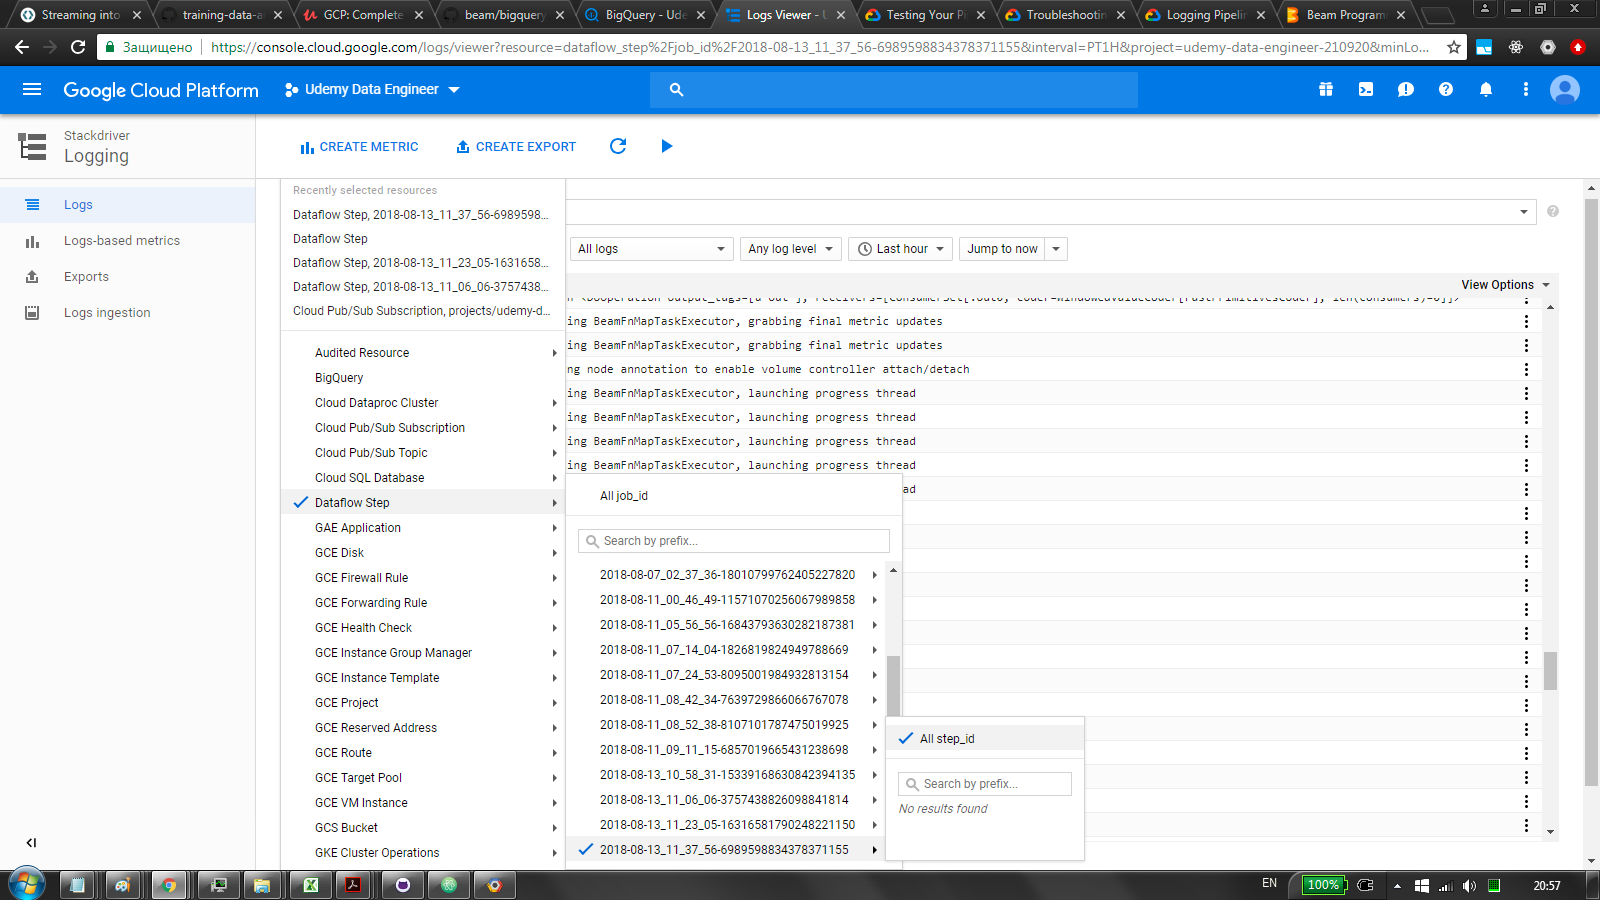 Streaming into
training-data-a
GCP: Complete
beam/bigquery
BigQuery - Ude
Logs Viewer - U
Testing Your Pi
Troubleshootin
Logging Pipelin
Beam Program
Защищено
https://console.cloud.google.com/logs/viewer?resource=dataflow_step%2Fjob_id%2F2018-08-13_11_37_56-6989598834378371155&interval=PT1H&project=udemy-data-engineer-210920&minLo...
Google Cloud Platform
Udemy Data Engineer
Stackdriver
Logging
CREATE METRIC
CREATE EXPORT
Logs
Logs-based metrics
Exports
Logs ingestion
Recently selected resources
Dataflow Step, 2018-08-13_11_37_56-6989598...
Dataflow Step
Dataflow Step, 2018-08-13_11_23_05-1631658...
Dataflow Step, 2018-08-13_11_06_06-3757438...
Cloud Pub/Sub Subscription, projects/udemy-d...
Audited Resource
BigQuery
Cloud Dataproc Cluster
Cloud Pub/Sub Subscription
Cloud Pub/Sub Topic
Cloud SQL Database
Dataflow Step
GAE Application
GCE Disk
GCE Firewall Rule
GCE Forwarding Rule
GCE Health Check
GCE Instance Group Manager
GCE Instance Template
GCE Project
GCE Reserved Address
GCE Route
GCE Target Pool
GCE VM Instance
GCS Bucket
GKE Cluster Operations
All logs
Any log level
Last hour
Jump to now
View Options
ing BeamFnMapTaskExecutor, grabbing final metric updates
ing BeamFnMapTaskExecutor, grabbing final metric updates
ng node annotation to enable volume controller attach/detach
ing BeamFnMapTaskExecutor, launching progress thread
ing BeamFnMapTaskExecutor, launching progress thread
ing BeamFnMapTaskExecutor, launching progress thread
ing BeamFnMapTaskExecutor, launching progress thread
ad
All job_id
Search by prefix...
2018-08-07_02_37_36-18010799762405227820
2018-08-11_00_46_49-11571070256067989858
2018-08-11_05_56_56-16843793630282187381
2018-08-11_07_14_04-1826819824949788669
2018-08-11_07_24_53-8095001984932813154
2018-08-11_08_42_34-7639729866066767078
2018-08-11_08_52_38-8107101787475019925
2018-08-11_09_11_15-6857019665431238698
2018-08-13_10_58_31-15339168630842394135
2018-08-13_11_06_06-3757438826098841814
2018-08-13_11_23_05-16316581790248221150
2018-08-13_11_37_56-6989598834378371155
All step_id
Search by prefix...
No results found
EN
100%
20:57